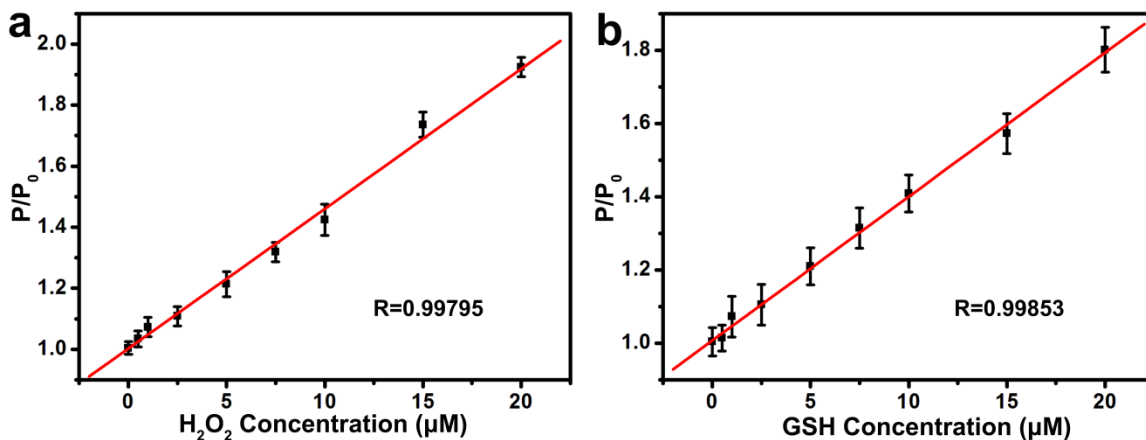 a
2.0
1.8
1.6
1.4
1.2
1.0
P/P₀
R=0.99795
0 5 10 15 20
H₂O₂ Concentration (μM)
b
1.8
1.6
1.4
1.2
1.0
P/P₀
R=0.99853
0 5 10 15 20
GSH Concentration (μM)